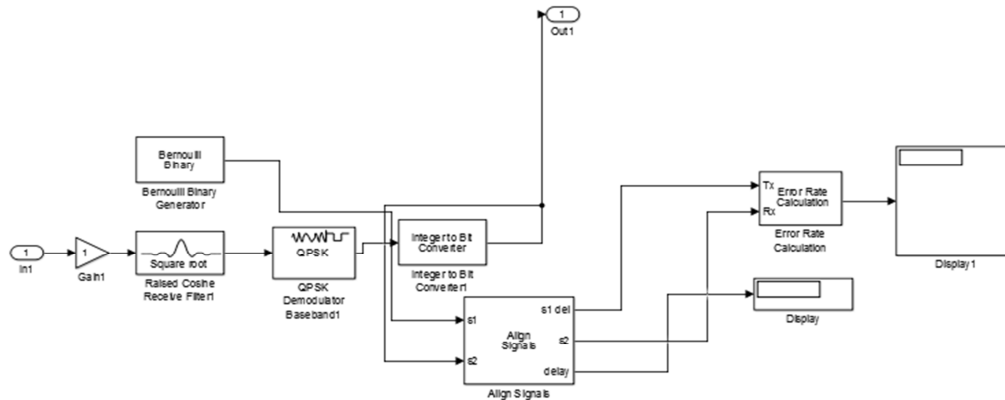 1
Out1
Bernoulli
Binary
Bernoulli Binary
Generator
1
In1
1
Gain1
Square root
Raised Cosine
Receive Filter1
QPSK
QPSK
Demodulator
Baseband1
Integer to Bit
Converter
Integer to Bit
Converter1
s1
s2
Align
Signals
s1 del
s2
delay
Align Signals
Tx
Rx
Error Rate
Calculation
Error Rate
Calculation
Display
Display1